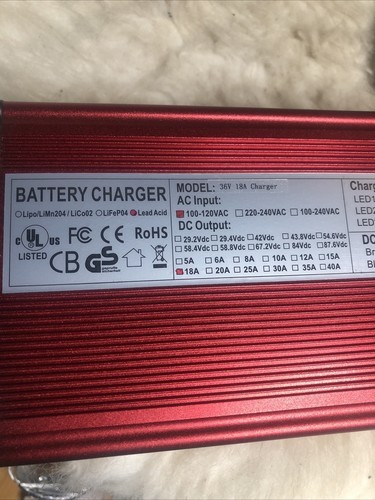 BATTERY CHARGER
Lipo/LiMn204 / LiCo02 LiFeP04 Lead Acid
C UL US
LISTED
FC CE RoHS
CB GS
MODEL: 36V 18A Charger
AC Input:
100-120VAC 220-240VAC 100-240VAC
DC Output:
29.2Vdc 29.4Vdc 42Vdc 43.8Vdc 54.6Vdc
58.4Vdc 58.8Vdc 67.2Vdc 84Vdc 87.6Vdc
5A 6A 8A 10A 12A 15A
18A 20A 25A 30A 35A 40A
Charg
LED1
LED2
DC
Br